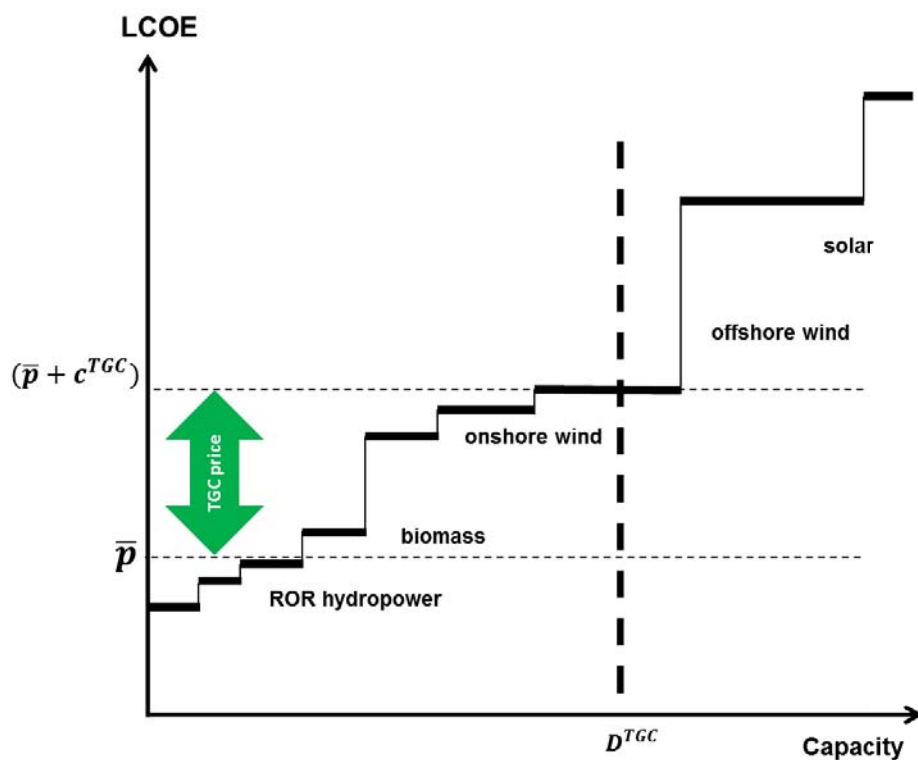 LCOE
solar
offshore wind
(p̅ + c^TGC)
onshore wind
TGC price
biomass
p̅
ROR hydropower
D^TGC
Capacity